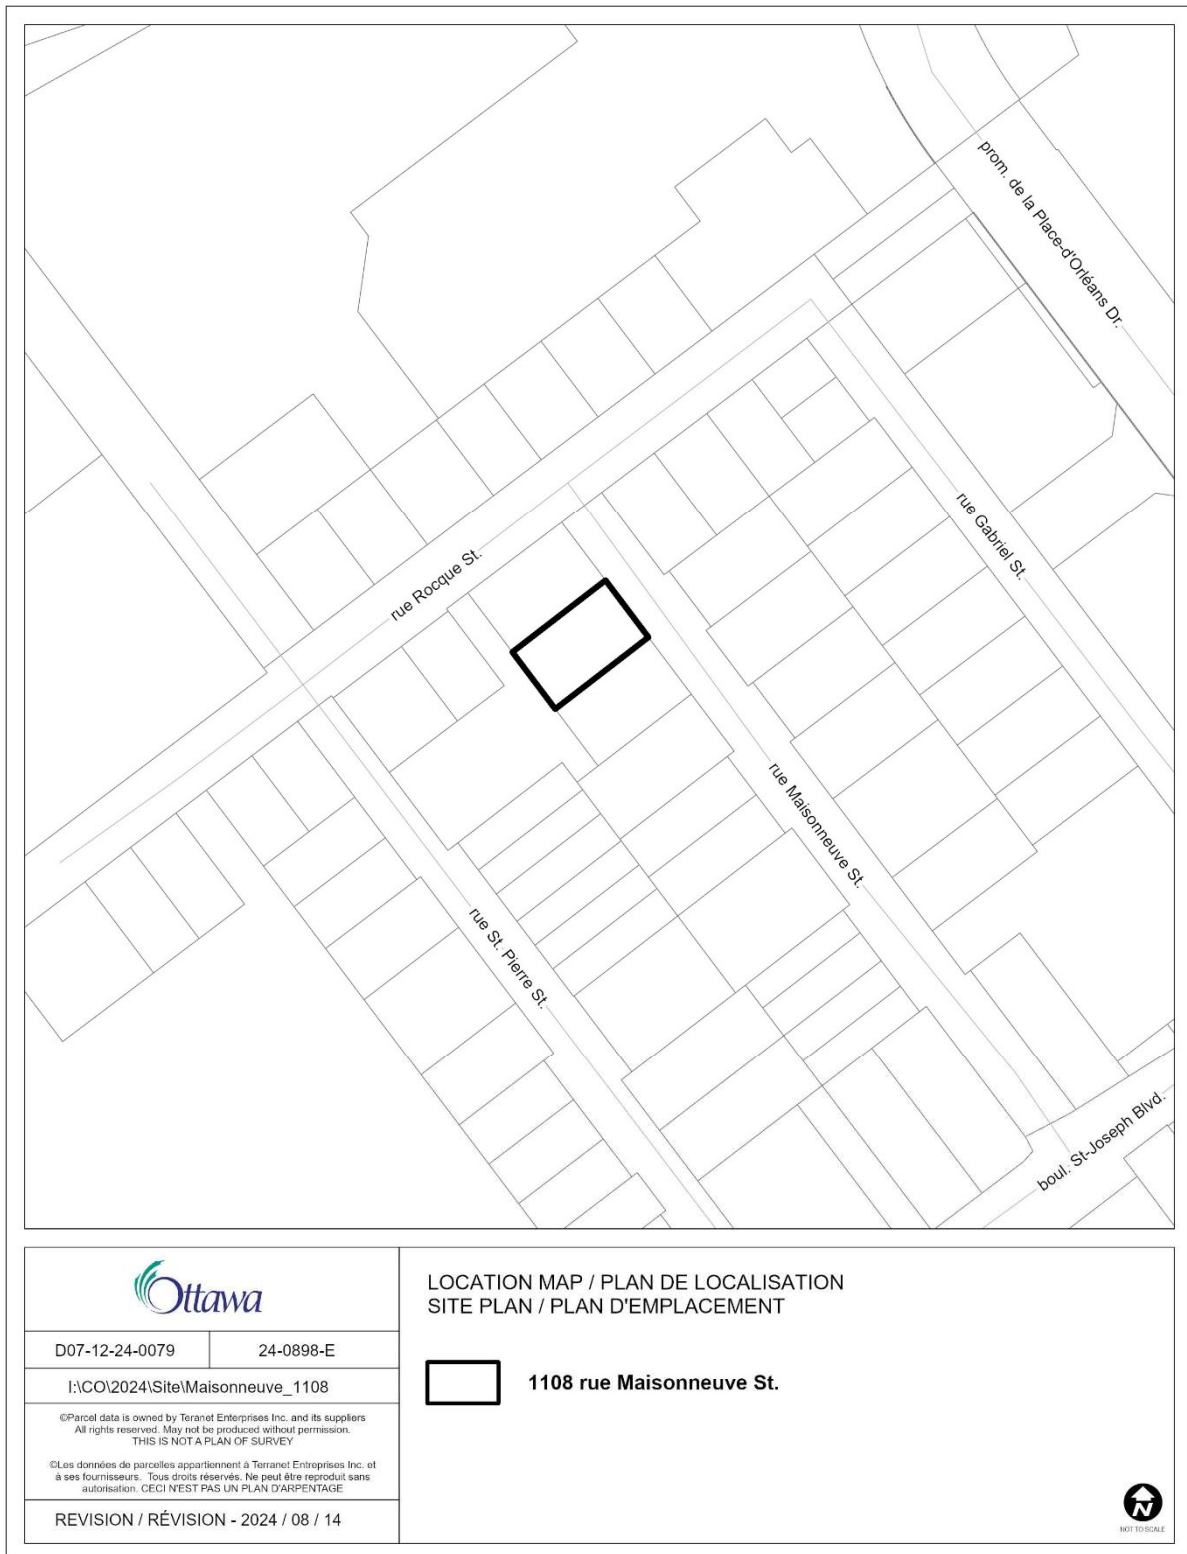 prom. de la Place-d'Orléans Dr.
rue Gabriel St.
rue Rocque St.
rue Maisonneuve St.
rue St. Pierre St.
boul. St-Joseph Blvd.
Ottawa
D07-12-24-0079
24-0898-E
I:\CO\2024\Site\Maisonneuve_1108
©Parcel data is owned by Teranet Enterprises Inc. and its suppliers
All rights reserved. May not be produced without permission.
THIS IS NOT A PLAN OF SURVEY
©Les données de parcelles appartiennent à Terranet Entreprises Inc. et
à ses fournisseurs. Tous droits réservés. Ne peut être reproduit sans
autorisation. CECI N'EST PAS UN PLAN D'ARPENTAGE
REVISION / RÉVISION - 2024 / 08 / 14
LOCATION MAP / PLAN DE LOCALISATION
SITE PLAN / PLAN D'EMPLACEMENT
1108 rue Maisonneuve St.
N
NOT TO SCALE